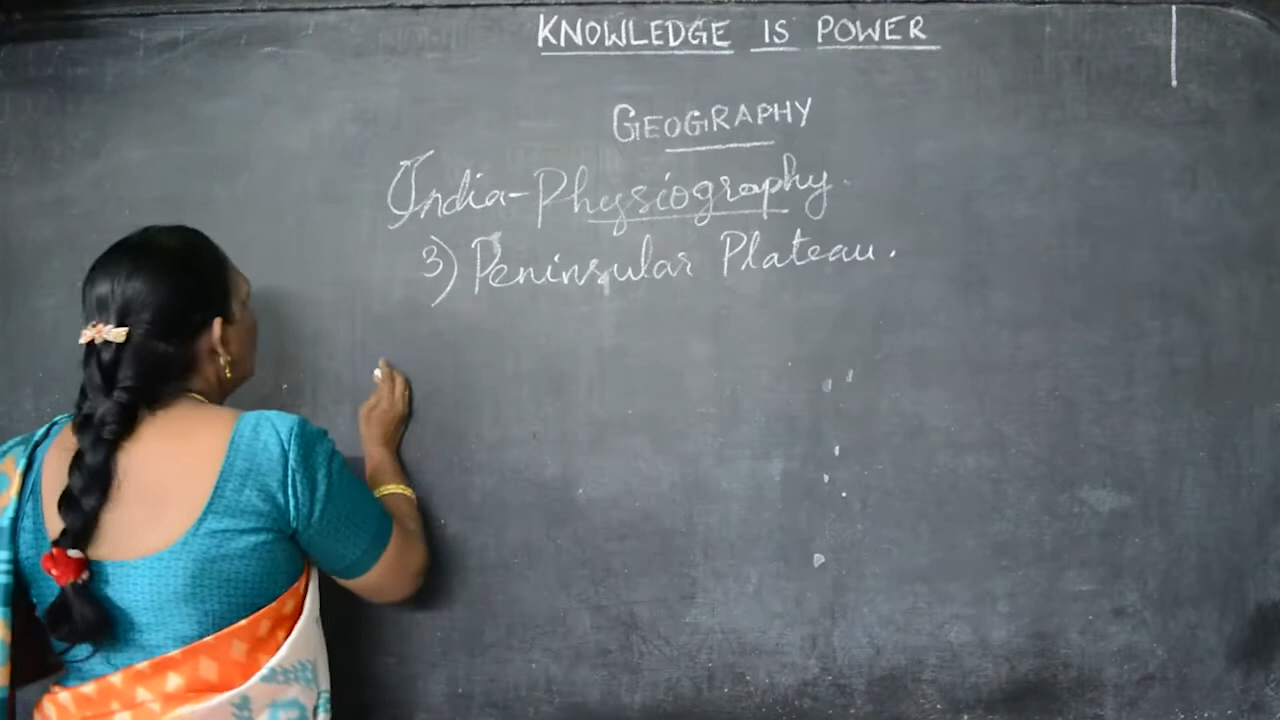 KNOWLEDGE IS POWER
GEOGRAPHY
India-Physiography.
3) Peninsular Plateau.